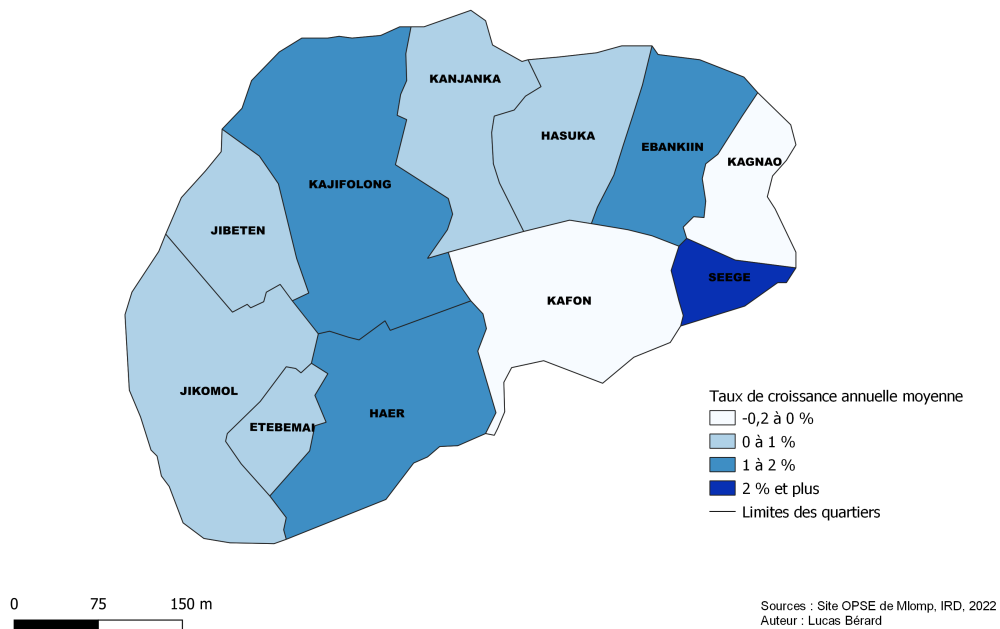 KANJANKA
HASUKA
EBANKIIN
KAGNAO
KAJIFOLONG
JIBETEN
SEEGE
KAFON
JIKOMOL
HAER
ETEBEMAI
Taux de croissance annuelle moyenne
-0,2 à 0 %
0 à 1 %
1 à 2 %
2 % et plus
Limites des quartiers
0 75 150 m
Sources : Site OPSE de Mlomp, IRD, 2022
Auteur : Lucas Bérard